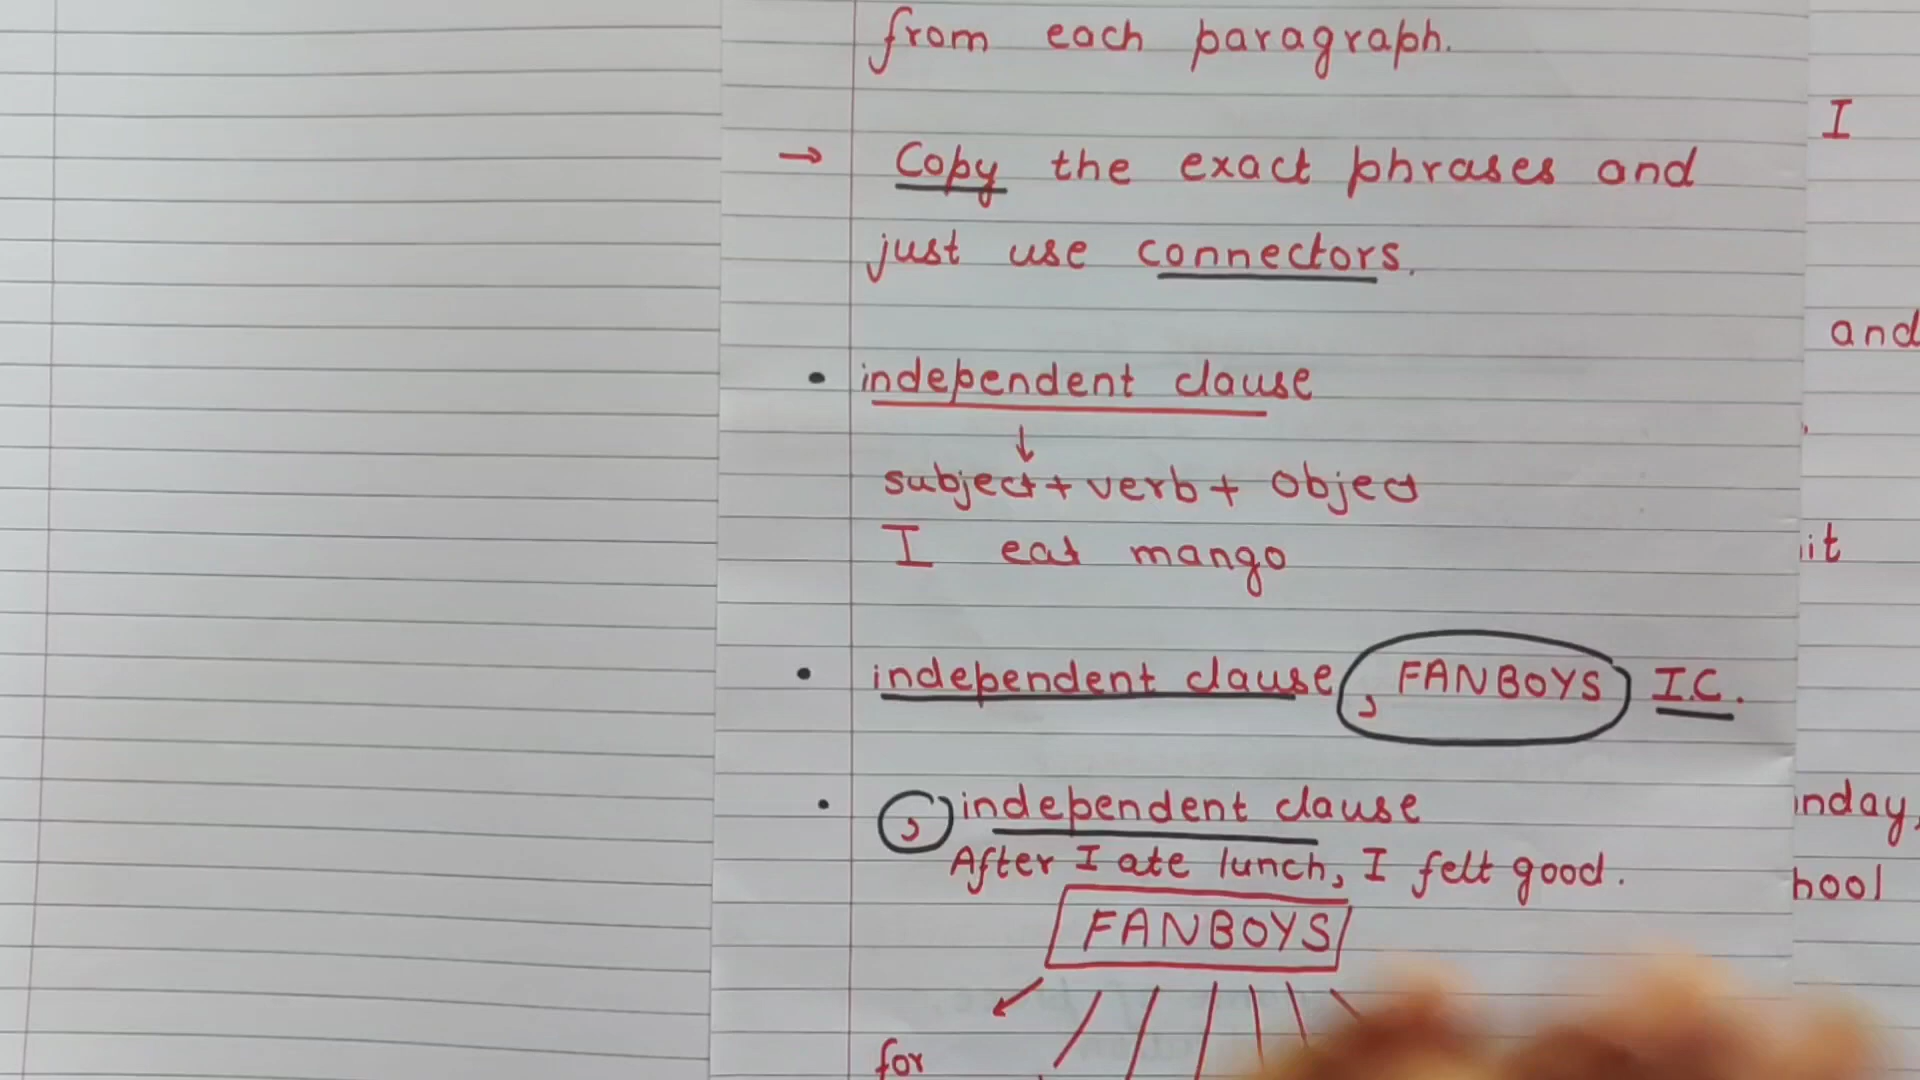 from each paragraph.
→ Copy the exact phrases and
just use connectors.
• independent clause
↓
subject + verb + object
I eat mango
• independent clause , FANBOYS I.C.
• , independent clause
After I ate lunch, I felt good.
FANBOYS
for
I
and
it
nday,
hool